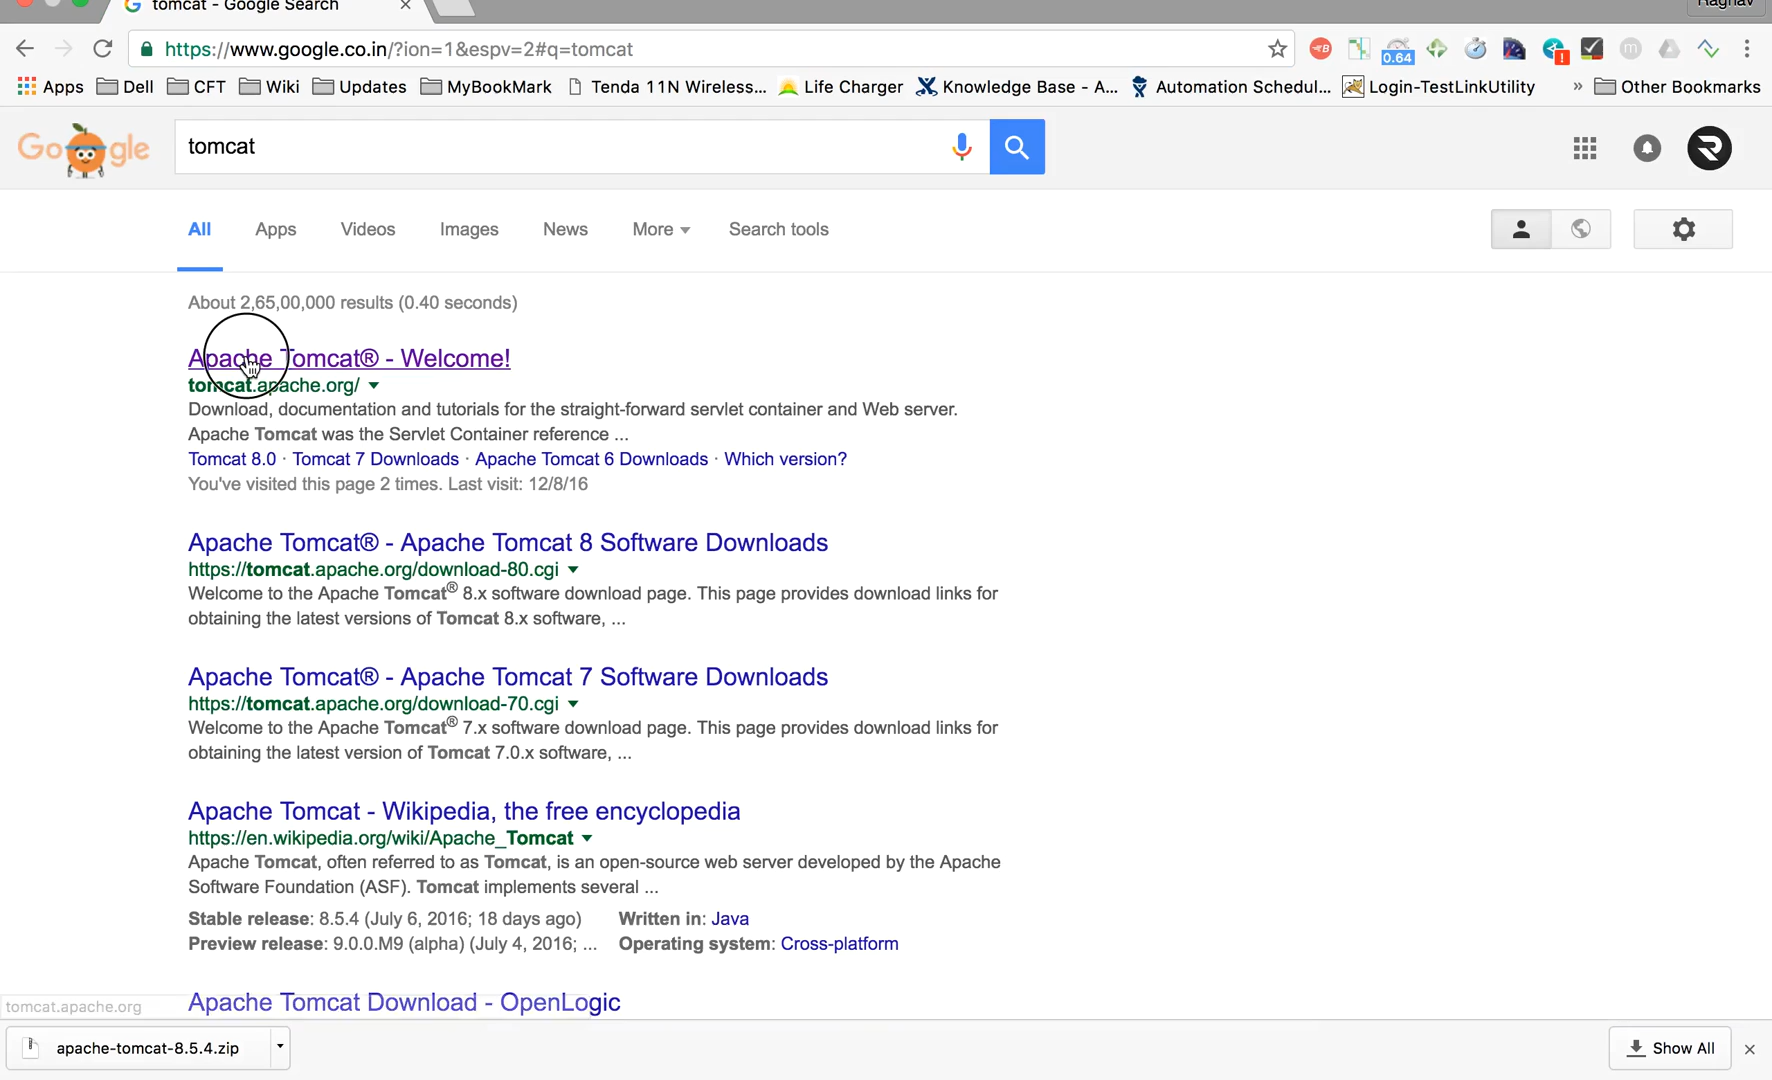 tomcat - Google Search
Raghav
https://www.google.co.in/?ion=1&espv=2#q=tomcat
0.64
Apps Dell CFT Wiki Updates MyBookMark Tenda 11N Wireless... Life Charger Knowledge Base - A... Automation Schedul... Login-TestLinkUtility » Other Bookmarks
Google
tomcat
All Apps Videos Images News More Search tools
About 2,65,00,000 results (0.40 seconds)
Apache Tomcat® - Welcome!
tomcat.apache.org/
Download, documentation and tutorials for the straight-forward servlet container and Web server.
Apache Tomcat was the Servlet Container reference ...
Tomcat 8.0 · Tomcat 7 Downloads · Apache Tomcat 6 Downloads · Which version?
You've visited this page 2 times. Last visit: 12/8/16
Apache Tomcat® - Apache Tomcat 8 Software Downloads
https://tomcat.apache.org/download-80.cgi
Welcome to the Apache Tomcat® 8.x software download page. This page provides download links for
obtaining the latest versions of Tomcat 8.x software, ...
Apache Tomcat® - Apache Tomcat 7 Software Downloads
https://tomcat.apache.org/download-70.cgi
Welcome to the Apache Tomcat® 7.x software download page. This page provides download links for
obtaining the latest version of Tomcat 7.0.x software, ...
Apache Tomcat - Wikipedia, the free encyclopedia
https://en.wikipedia.org/wiki/Apache_Tomcat
Apache Tomcat, often referred to as Tomcat, is an open-source web server developed by the Apache
Software Foundation (ASF). Tomcat implements several ...
Stable release: 8.5.4 (July 6, 2016; 18 days ago) Written in: Java
Preview release: 9.0.0.M9 (alpha) (July 4, 2016; ... Operating system: Cross-platform
Apache Tomcat Download - OpenLogic
tomcat.apache.org
apache-tomcat-8.5.4.zip
Show All